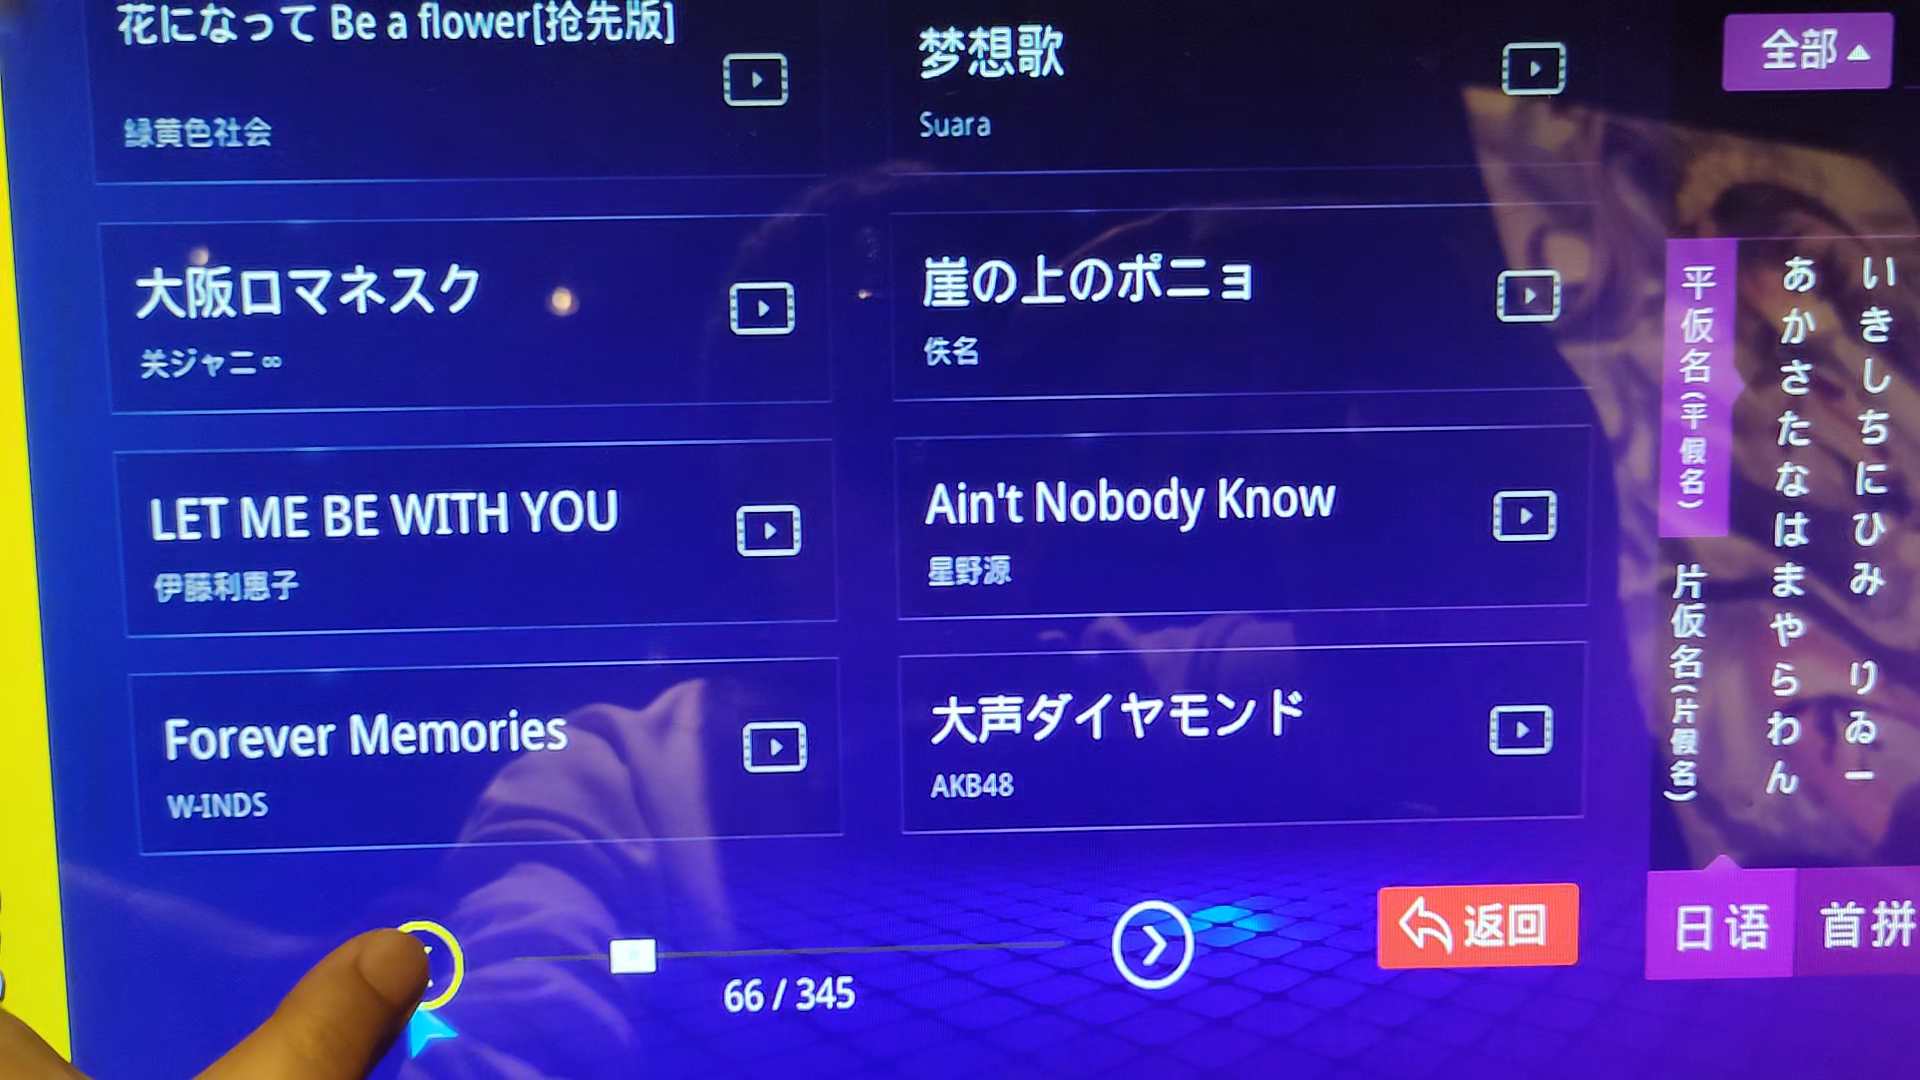 花になって Be a flower[抢先版]
緑黄色社会
梦想歌
Suara
大阪ロマネスク
关ジャニ∞
崖の上のポニョ
佚名
LET ME BE WITH YOU
伊藤利恵子
Ain't Nobody Know
星野源
Forever Memories
W-INDS
大声ダイヤモンド
AKB48
66 / 345
返回
全部
平仮名(平假名)
片仮名(片假名)
あかさたなはまやらわん
いきしちにひみ りゐー
日语
首拼